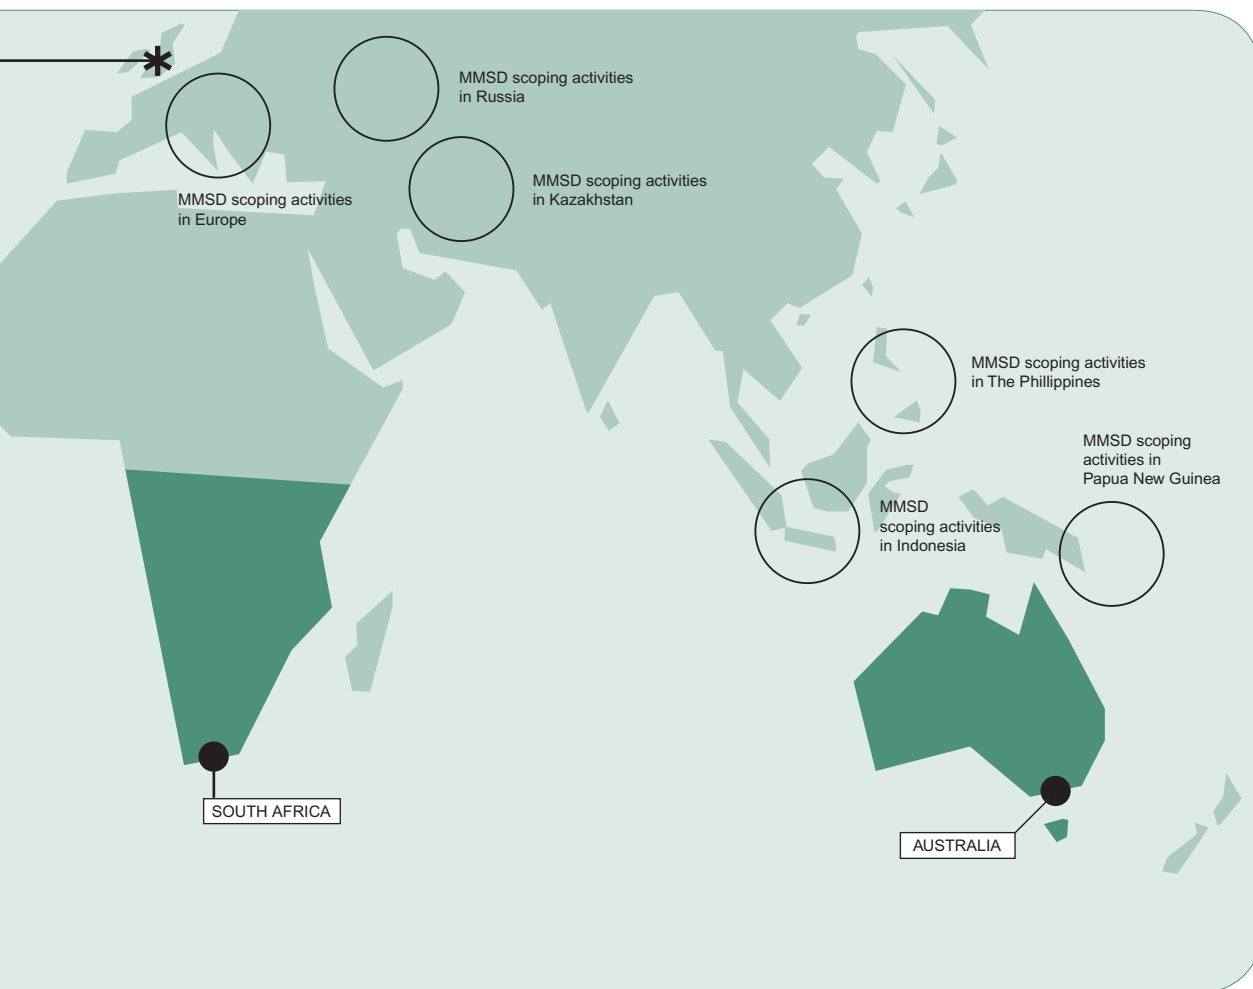 MMSD scoping activities
in Russia
MMSD scoping activities
in Kazakhstan
MMSD scoping activities
in Europe
MMSD scoping activities
in The Phillippines
MMSD scoping
activities in
Papua New Guinea
MMSD
scoping activities
in Indonesia
SOUTH AFRICA
AUSTRALIA